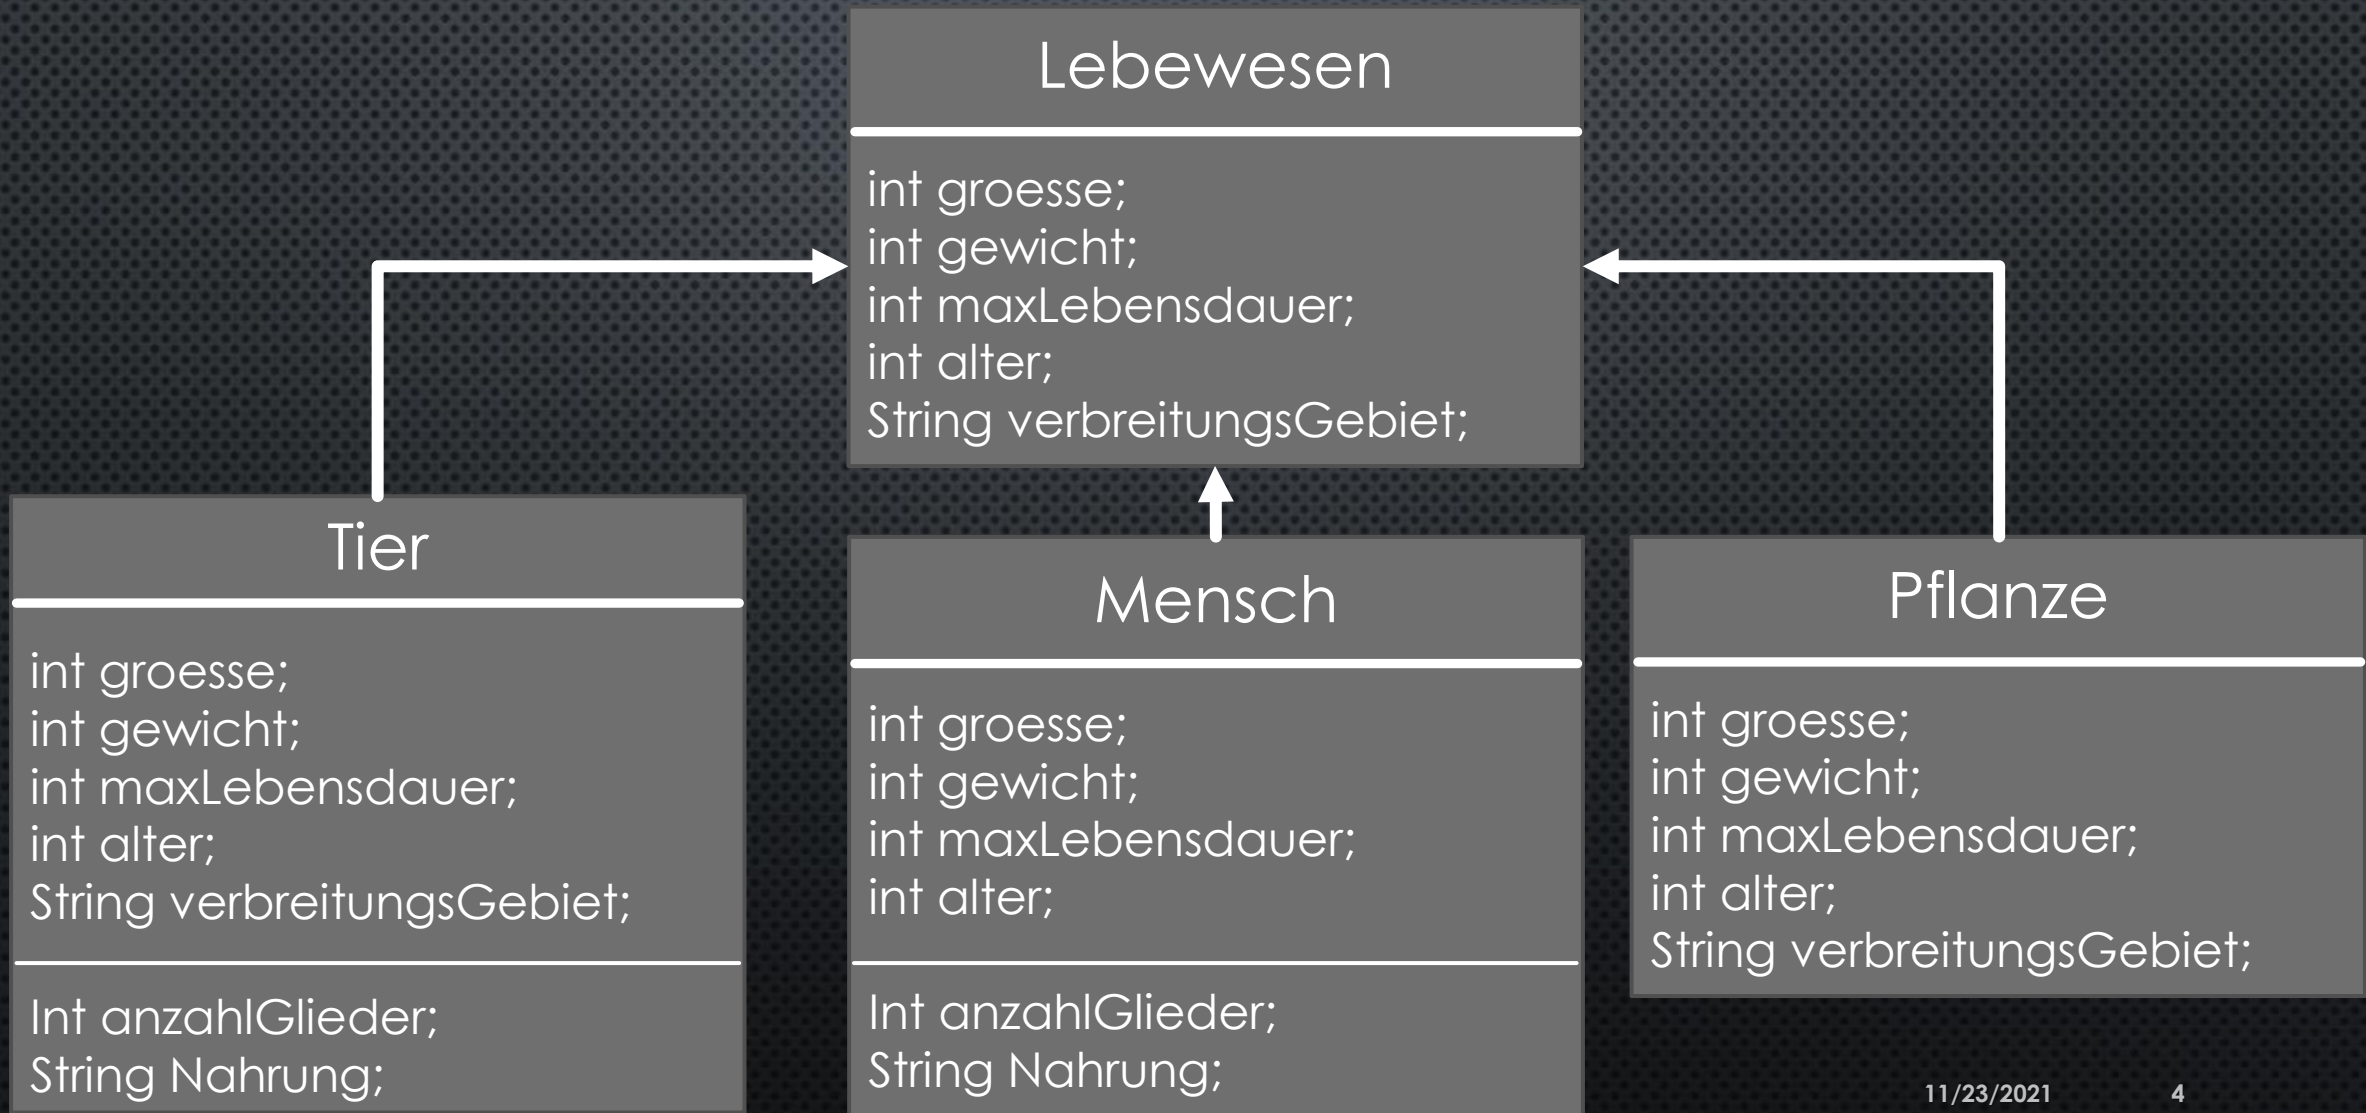 Lebewesen
int groesse;
int gewicht;
int maxLebensdauer;
int alter;
String verbreitungsGebiet;
Tier
int groesse;
int gewicht;
int maxLebensdauer;
int alter;
String verbreitungsGebiet;
Int anzahlGlieder;
String Nahrung;
Mensch
int groesse;
int gewicht;
int maxLebensdauer;
int alter;
Int anzahlGlieder;
String Nahrung;
Pflanze
int groesse;
int gewicht;
int maxLebensdauer;
int alter;
String verbreitungsGebiet;
11/23/2021 4